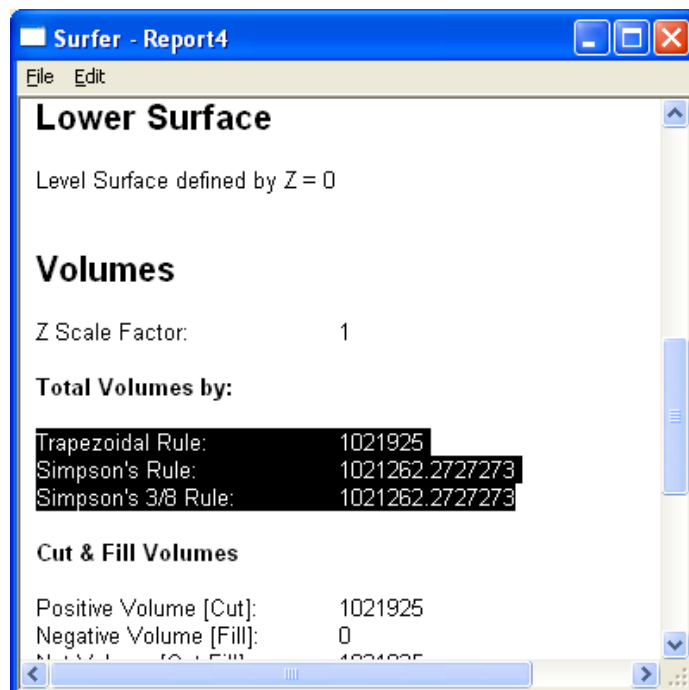 Surfer - Report4
File Edit
Lower Surface
Level Surface defined by Z = 0
Volumes
Z Scale Factor: 1
Total Volumes by:
Trapezoidal Rule: 1021925
Simpson's Rule: 1021262.2727273
Simpson's 3/8 Rule: 1021262.2727273
Cut & Fill Volumes
Positive Volume [Cut]: 1021925
Negative Volume [Fill]: 0